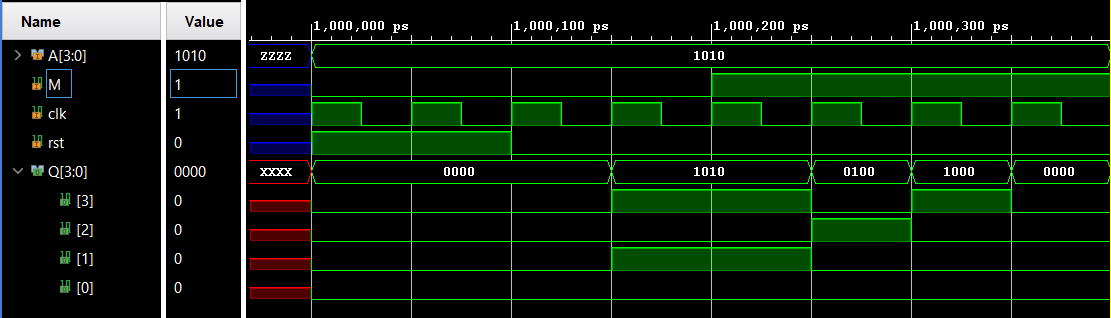 Name Value 1,000,000 ps 1,000,100 ps 1,000,200 ps 1,000,300 ps
A[3:0] 1010 ZZZZ 1010
M 1
clk 1
rst 0
Q[3:0] 0000 XXXX 0000 1010 0100 1000 0000
[3] 0
[2] 0
[1] 0
[0] 0